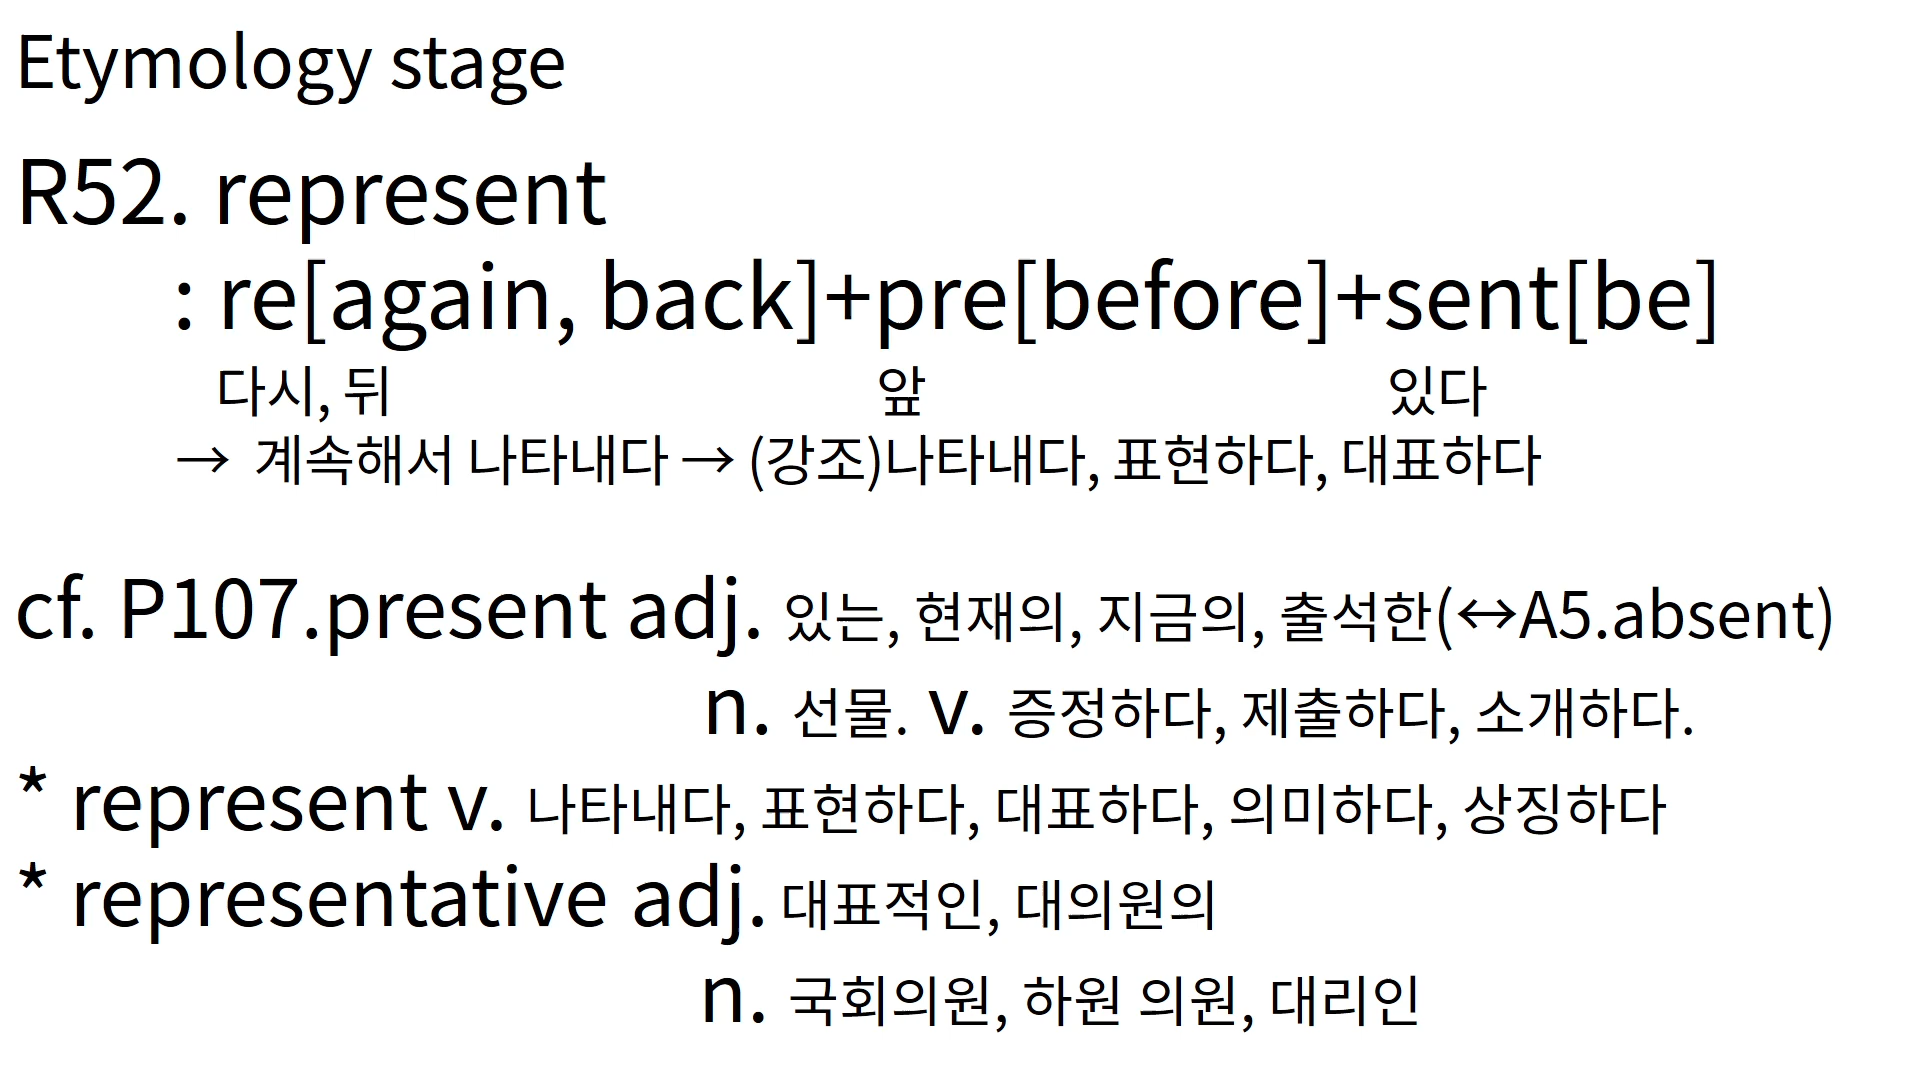 Etymology stage
R52. represent
: re[again, back]+pre[before]+sent[be]
다시, 뒤 앞 있다
→ 계속해서 나타내다 → (강조)나타내다, 표현하다, 대표하다
cf. P107.present adj. 있는, 현재의, 지금의, 출석한(↔A5.absent)
n. 선물. v. 증정하다, 제출하다, 소개하다.
* represent v. 나타내다, 표현하다, 대표하다, 의미하다, 상징하다
* representative adj. 대표적인, 대의원의
n. 국회의원, 하원 의원, 대리인